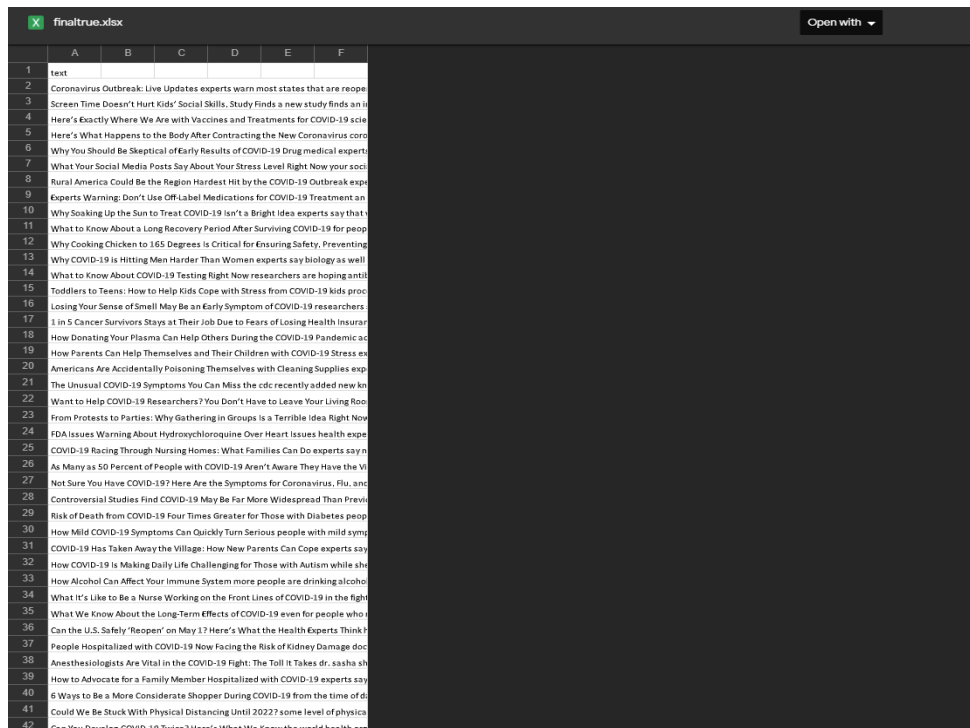 X finaltrue.xlsx Open with
A B C D E F
1 text
2 Coronavirus Outbreak: Live Updates experts warn most states that are reope
3 Screen Time Doesn't Hurt Kids' Social Skills, Study Finds a new study finds an i
4 Here's Exactly Where We Are with Vaccines and Treatments for COVID-19 scie
5 Here's What Happens to the Body After Contracting the New Coronavirus coro
6 Why You Should Be Skeptical of Early Results of COVID-19 Drug medical expert
7 What Your Social Media Posts Say About Your Stress Level Right Now your soci
8 Rural America Could Be the Region Hardest Hit by the COVID-19 Outbreak expe
9 Experts Warning: Don't Use Off-Label Medications for COVID-19 Treatment an
10 Why Soaking Up the Sun to Treat COVID-19 Isn't a Bright Idea experts say that
11 What to Know About a Long Recovery Period After Surviving COVID-19 for peop
12 Why Cooking Chicken to 165 Degrees Is Critical for Ensuring Safety, Preventing
13 Why COVID-19 is Hitting Men Harder Than Women experts say biology as well
14 What to Know About COVID-19 Testing Right Now researchers are hoping antib
15 Toddlers to Teens: How to Help Kids Cope with Stress from COVID-19 kids proc
16 Losing Your Sense of Smell May Be an Early Symptom of COVID-19 researchers
17 1 in 5 Cancer Survivors Stays at Their Job Due to Fears of Losing Health Insurar
18 How Donating Your Plasma Can Help Others During the COVID-19 Pandemic ac
19 How Parents Can Help Themselves and Their Children with COVID-19 Stress ex
20 Americans Are Accidentally Poisoning Themselves with Cleaning Supplies exp
21 The Unusual COVID-19 Symptoms You Can Miss the cdc recently added new kn
22 Want to Help COVID-19 Researchers? You Don't Have to Leave Your Living Roo
23 From Protests to Parties: Why Gathering in Groups Is a Terrible Idea Right Now
24 FDA Issues Warning About Hydroxychloroquine Over Heart Issues health expe
25 COVID-19 Racing Through Nursing Homes: What Families Can Do experts say n
26 As Many as 50 Percent of People with COVID-19 Aren't Aware They Have the Vi
27 Not Sure You Have COVID-19? Here Are the Symptoms for Coronavirus, Flu, and
28 Controversial Studies Find COVID-19 May Be Far More Widespread Than Previ
29 Risk of Death from COVID-19 Four Times Greater for Those with Diabetes peop
30 How Mild COVID-19 Symptoms Can Quickly Turn Serious people with mild symp
31 COVID-19 Has Taken Away the Village: How New Parents Can Cope experts say
32 How COVID-19 Is Making Daily Life Challenging for Those with Autism while she
33 How Alcohol Can Affect Your Immune System more people are drinking alcohol
34 What It's Like to Be a Nurse Working on the Front Lines of COVID-19 in the fight
35 What We Know About the Long-Term Effects of COVID-19 even for people who
36 Can the U.S. Safely 'Reopen' on May 1? Here's What the Health Experts Think h
37 People Hospitalized with COVID-19 Now Facing the Risk of Kidney Damage doc
38 Anesthesiologists Are Vital in the COVID-19 Fight: The Toll It Takes dr. sasha sh
39 How to Advocate for a Family Member Hospitalized with COVID-19 experts say
40 6 Ways to Be a More Considerate Shopper During COVID-19 from the time of d
41 Could We Be Stuck With Physical Distancing Until 2022? some level of physica
42 Can You Develop COVID-19 Twice? Here's What We Know the world health